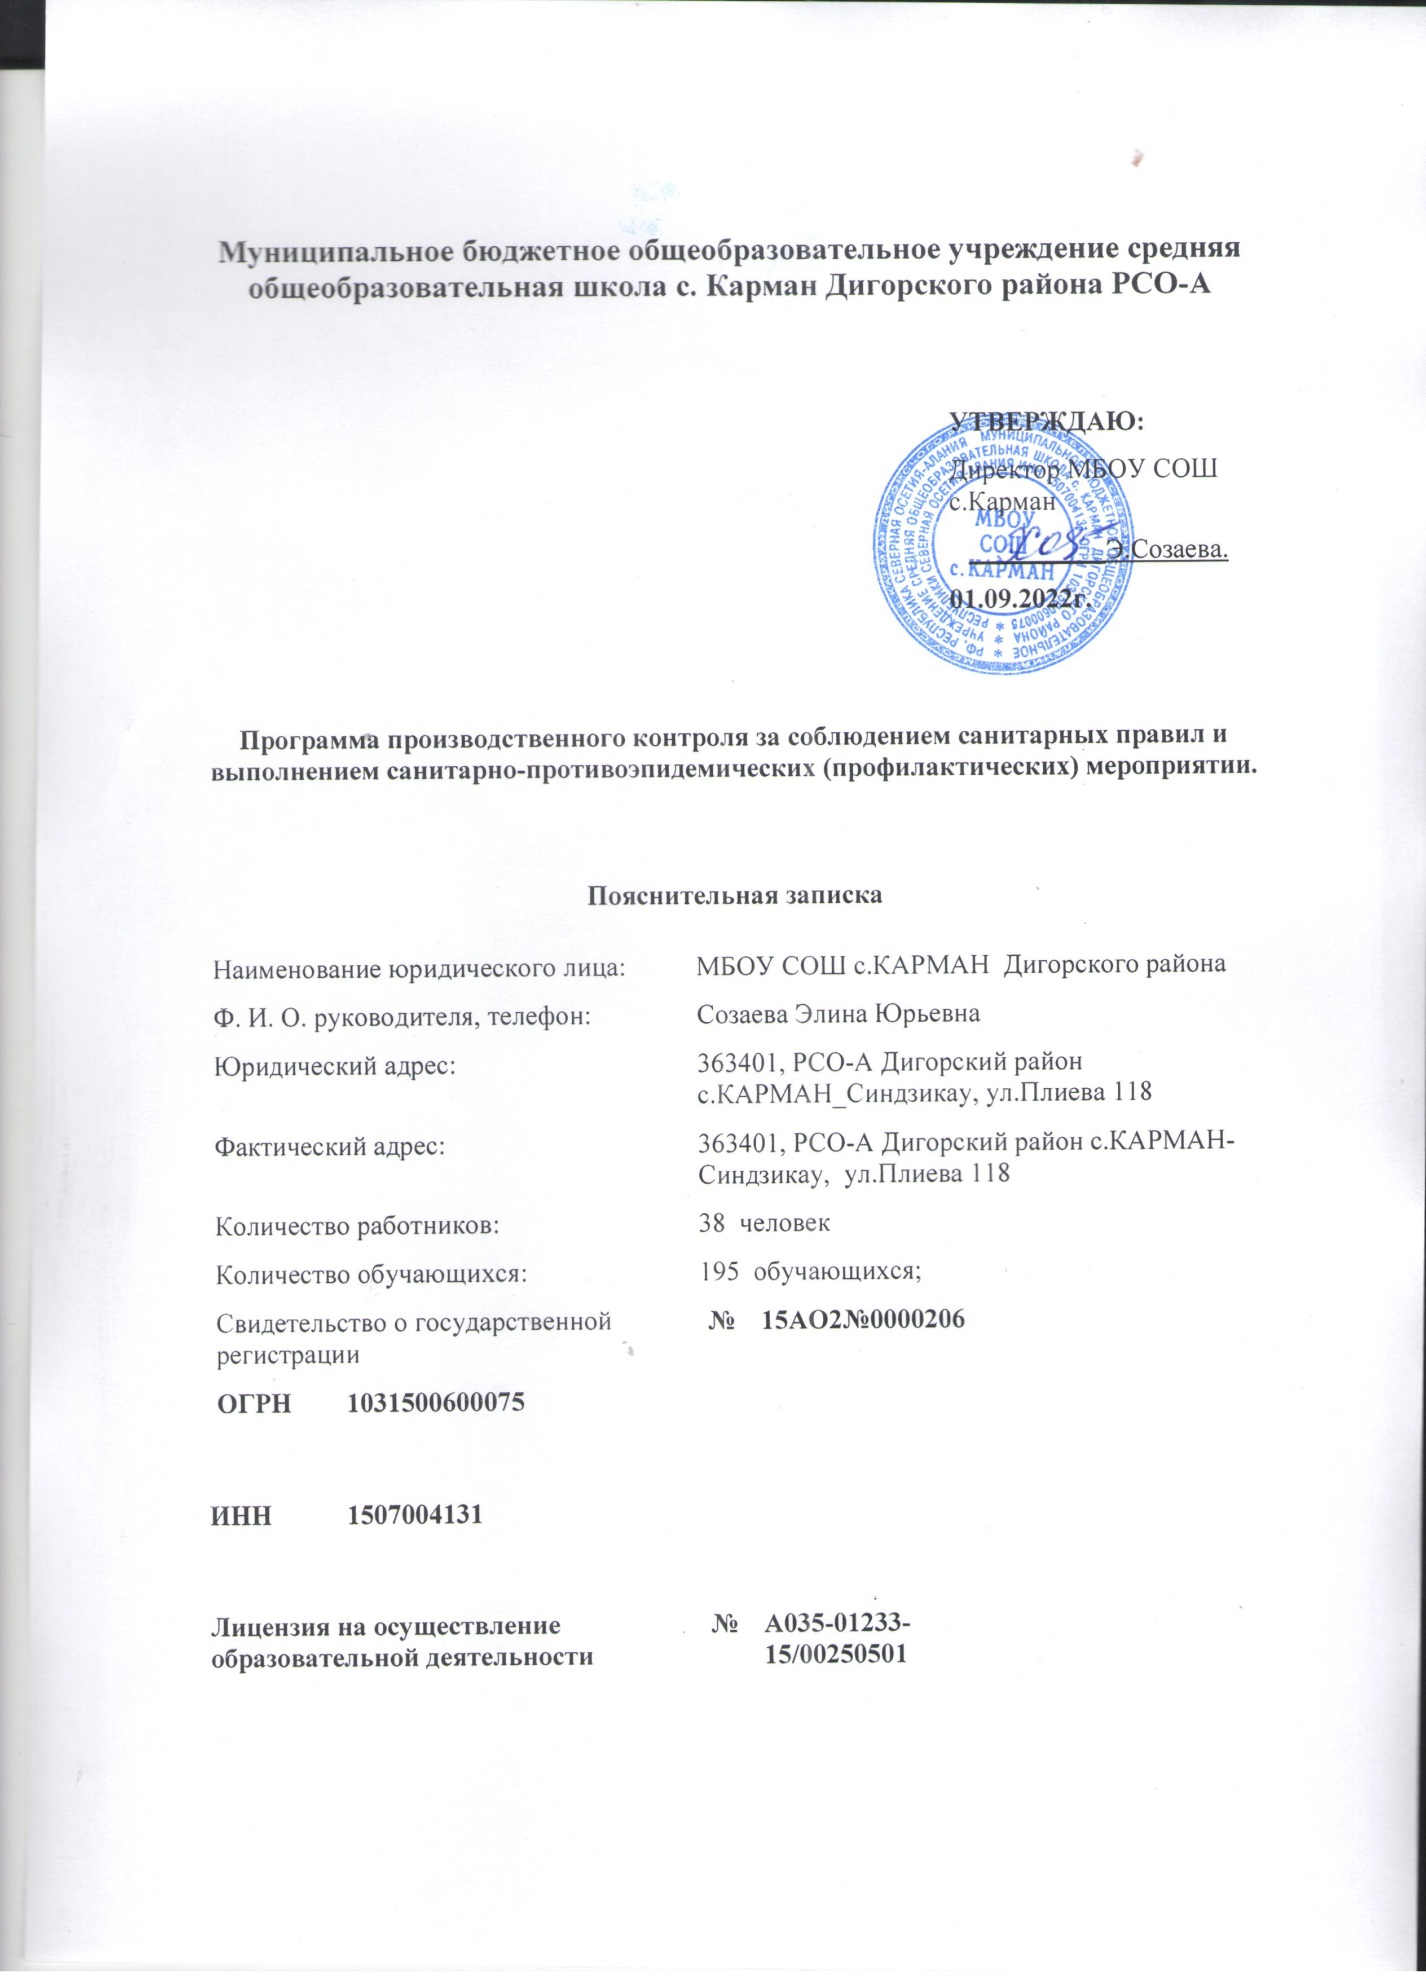 Муниципальное бюджетное общеобразовательное учреждение средняя
общеобразовательная школа с. Карман Дигорского района РСО-А
УТВЕРЖДАЮ:
Директор МБОУ СОШ
с.Карман
Э.Созаева.
01.09.2022г.
МБОУ
СОШ
с. КАРМАН
Программа производственного контроля за соблюдением санитарных правил и
выполнением санитарно-противоэпидемических (профилактических) мероприятии.
Пояснительная записка
Наименование юридического лица: МБОУ СОШ с.КАРМАН Дигорского района
Ф. И. О. руководителя, телефон: Созаева Элина Юрьевна
Юридический адрес: 363401, РСО-А Дигорский район
с.КАРМАН_Синдзикау, ул.Плиева 118
Фактический адрес: 363401, РСО-А Дигорский район с.КАРМАН-
Синдзикау, ул.Плиева 118
Количество работников: 38 человек
Количество обучающихся: 195 обучающихся;
Свидетельство о государственной № 15АО2№0000206
регистрации
ОГРН 1031500600075
ИНН 1507004131
Лицензия на осуществление № А035-01233-
образовательной деятельности 15/00250501